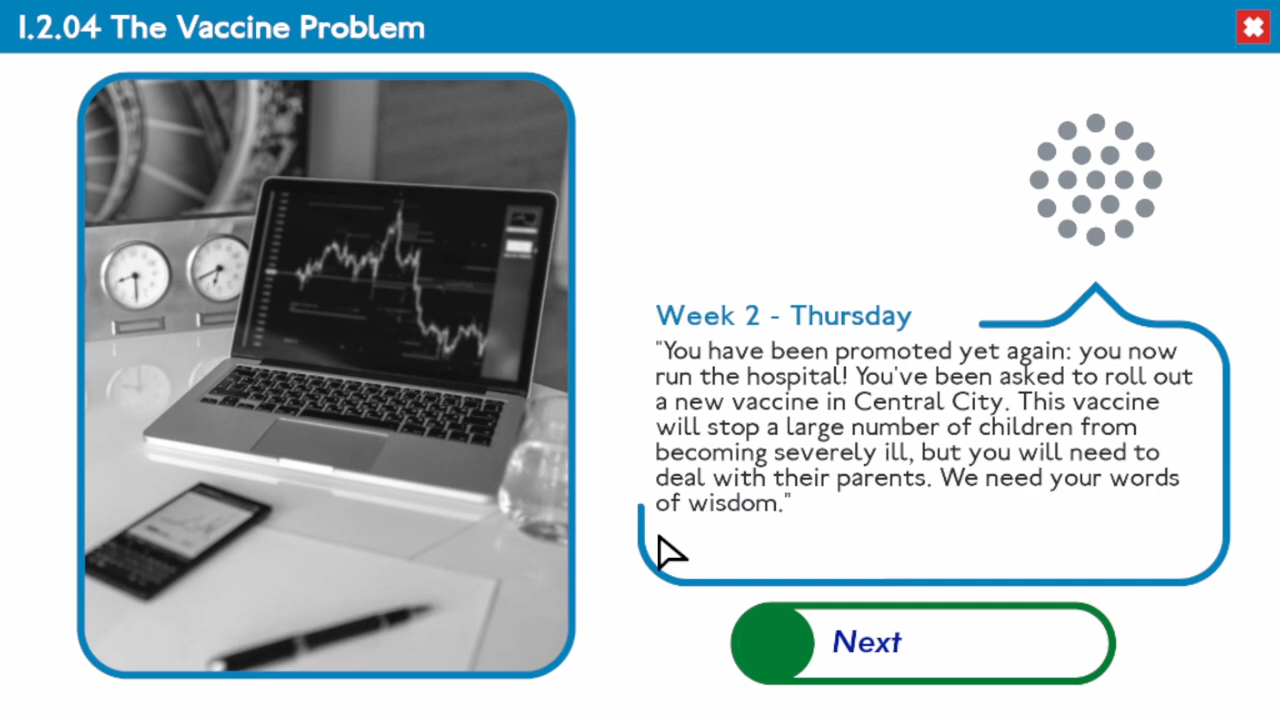 1.2.04 The Vaccine Problem
Week 2 - Thursday
"You have been promoted yet again: you now
run the hospital! You've been asked to roll out
a new vaccine in Central City. This vaccine
will stop a large number of children from
becoming severely ill, but you will need to
deal with their parents. We need your words
of wisdom."
Next